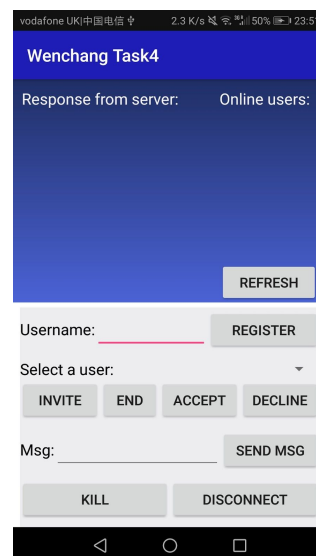 vodafone UK|中国电信 2.3 K/s 50% 23:5
Wenchang Task4
Response from server: Online users:
REFRESH
Username: REGISTER
Select a user:
INVITE END ACCEPT DECLINE
Msg: SEND MSG
KILL DISCONNECT